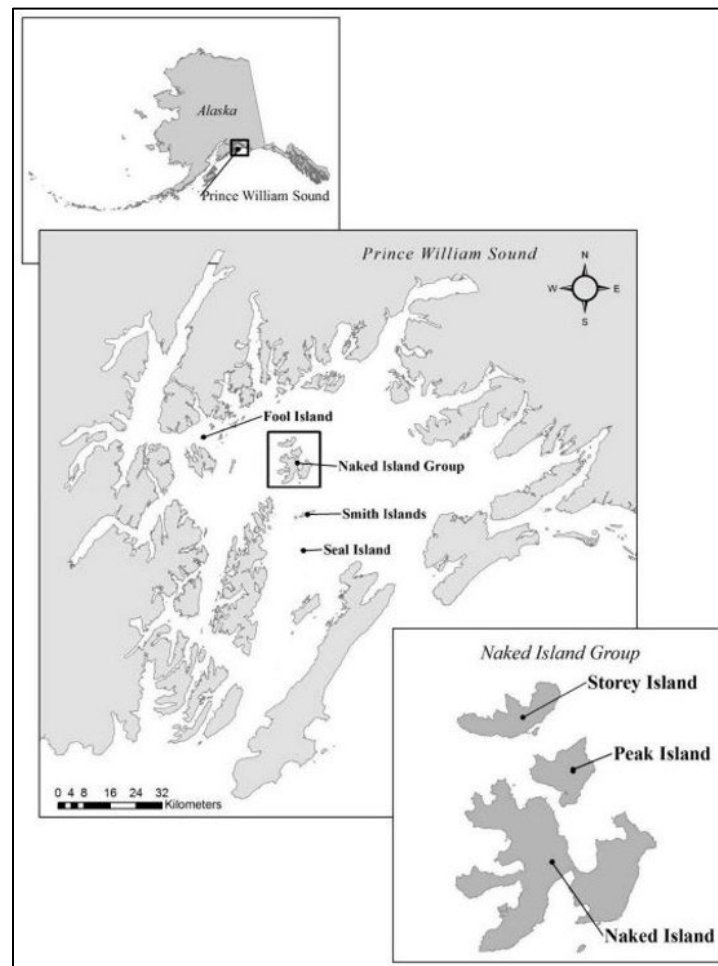 Alaska
Prince William Sound
Prince William Sound
N
W E
S
Fool Island
Naked Island Group
Smith Islands
Seal Island
0 4 8 16 24 32
Kilometers
Naked Island Group
Storey Island
Peak Island
Naked Island